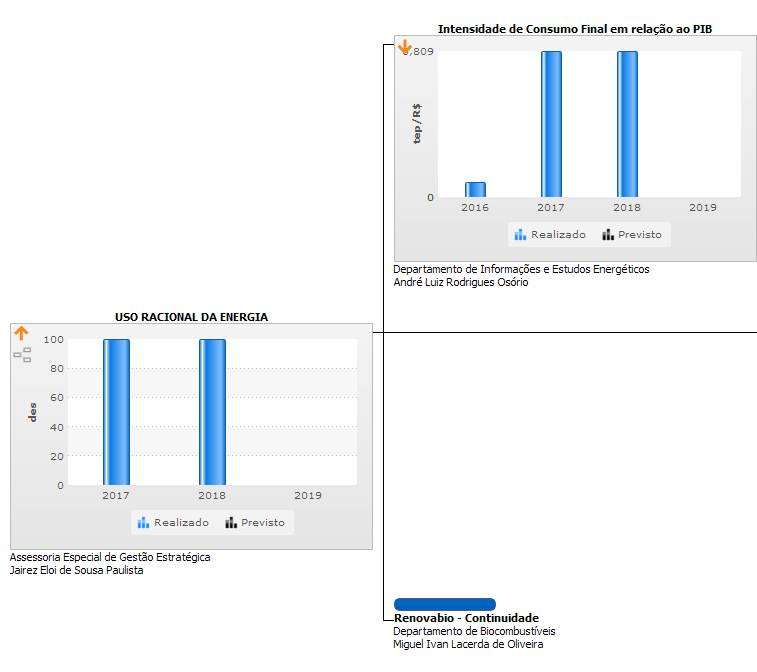 Intensidade de Consumo Final em relação ao PIB
,809
tep/R$
0
2016 2017 2018 2019
Realizado Previsto
Departamento de Informações e Estudos Energéticos
André Luiz Rodrigues Osório
USO RACIONAL DA ENERGIA
100
80
60
des
40
20
0
2017 2018 2019
Realizado Previsto
Assessoria Especial de Gestão Estratégica
Jairez Eloi de Sousa Paulista
Renovabio - Continuidade
Departamento de Biocombustíveis
Miguel Ivan Lacerda de Oliveira